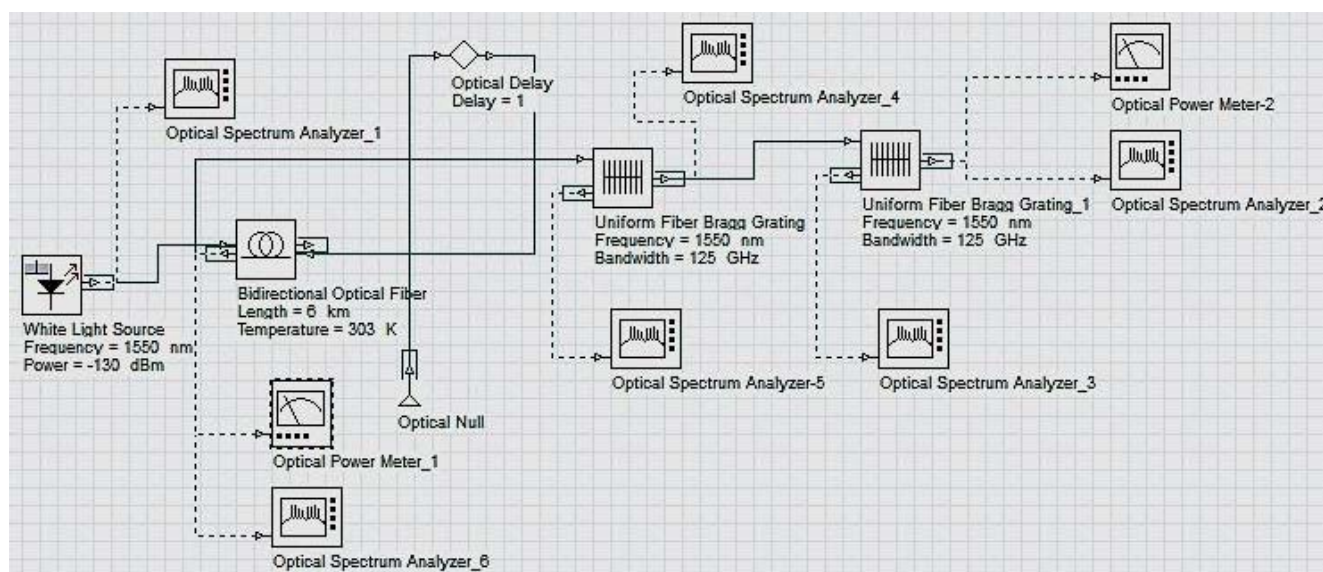 Optical Spectrum Analyzer_1
Optical Delay
Delay = 1
Optical Spectrum Analyzer_4
Optical Power Meter-2
Optical Spectrum Analyzer_2
Uniform Fiber Bragg Grating
Frequency = 1550 nm
Bandwidth = 125 GHz
Uniform Fiber Bragg Grating_1
Frequency = 1550 nm
Bandwidth = 125 GHz
White Light Source
Frequency = 1550 nm
Power = -130 dBm
Bidirectional Optical Fiber
Length = 6 km
Temperature = 303 K
Optical Null
Optical Spectrum Analyzer-5
Optical Spectrum Analyzer_3
Optical Power Meter_1
Optical Spectrum Analyzer_6